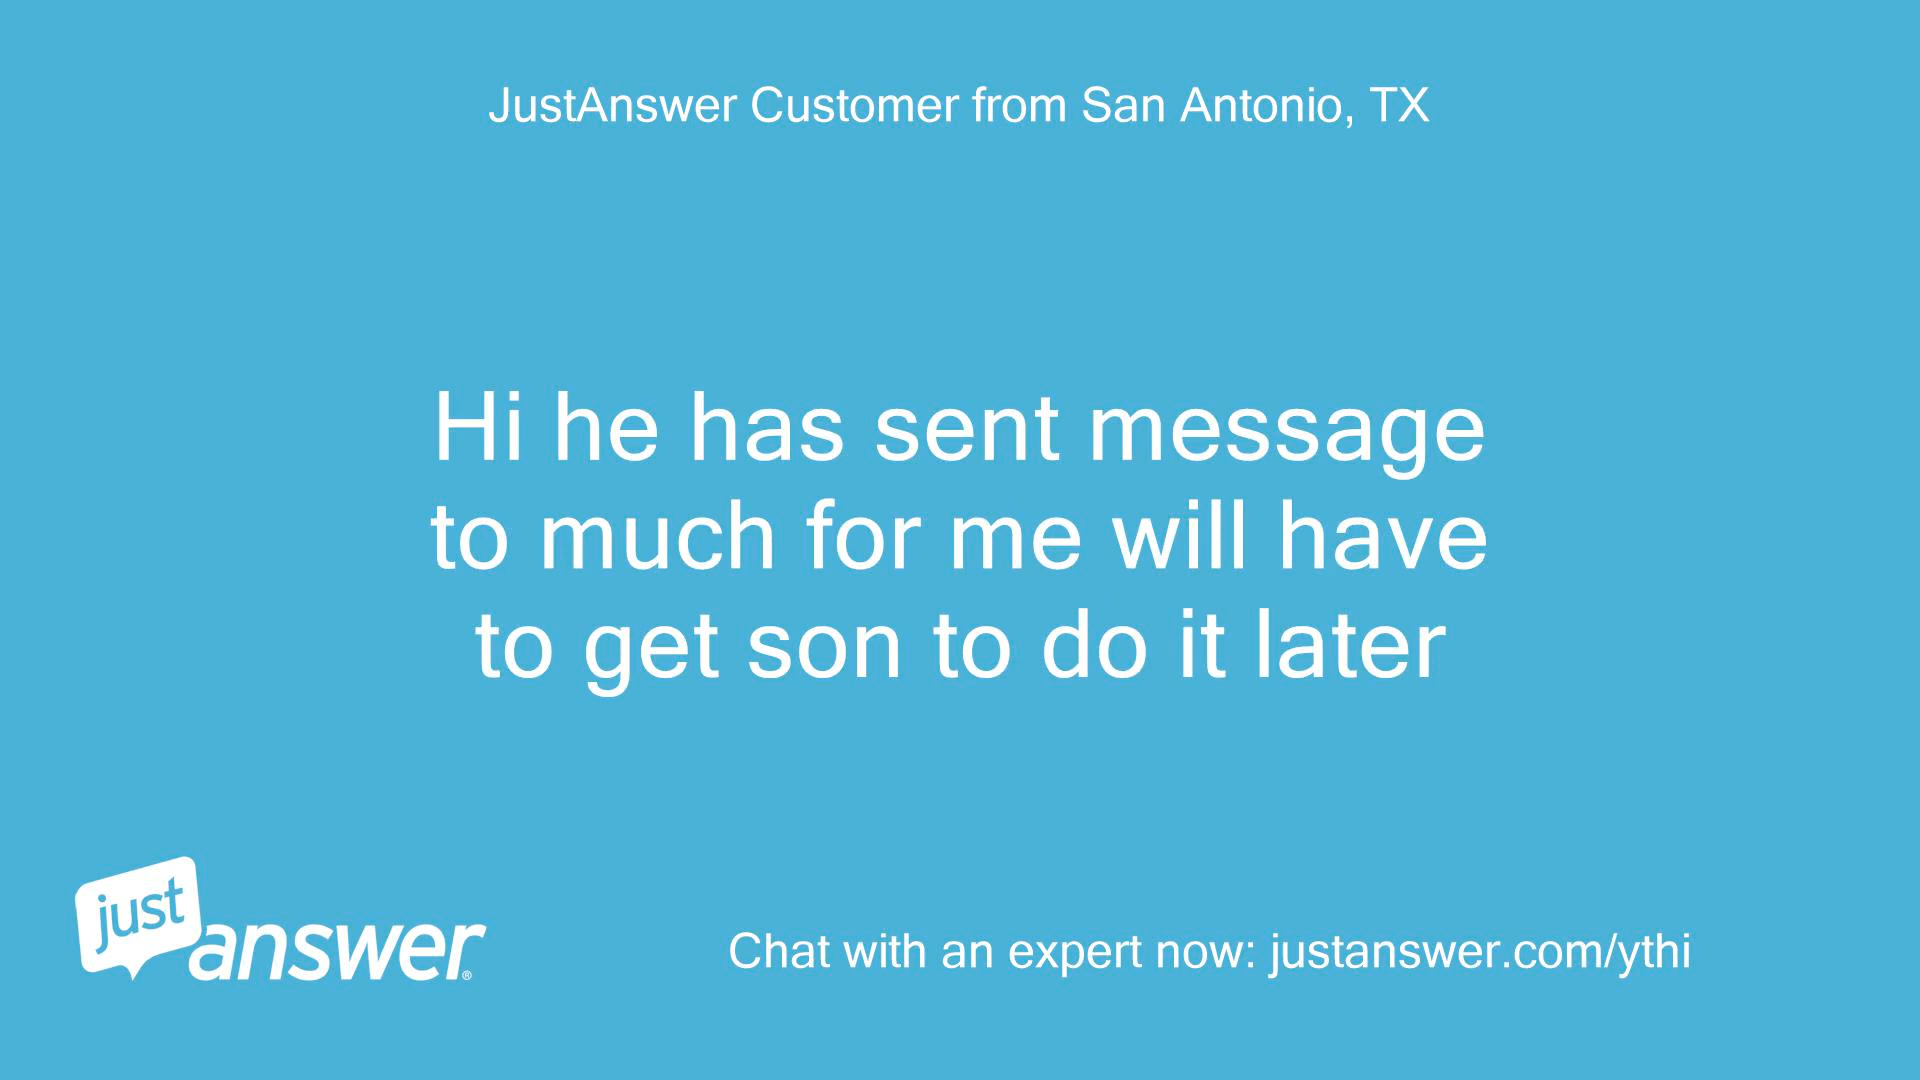 JustAnswer Customer from San Antonio, TX
Hi he has sent message
to much for me will have
to get son to do it later
just
answer®
Chat with an expert now: justanswer.com/ythi